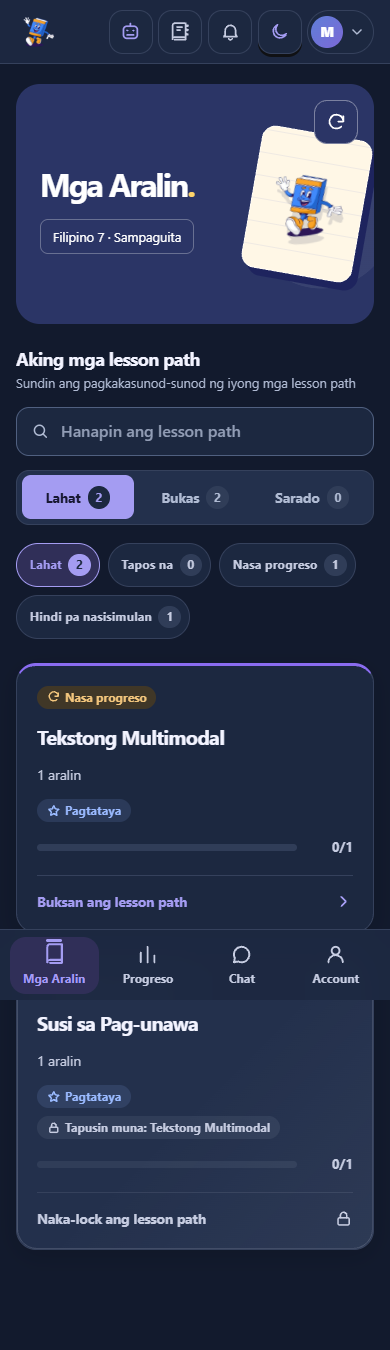 M
Mga Aralin.
Filipino 7 · Sampaguita
Aking mga lesson path
Sundin ang pagkakasunod-sunod ng iyong mga lesson path
Hanapin ang lesson path
Lahat 2 Bukas 2 Sarado 0
Lahat 2 Tapos na 0 Nasa progreso 1
Hindi pa nasisimulan 1
Nasa progreso
Tekstong Multimodal
1 aralin
Pagtataya
0/1
Buksan ang lesson path
Mga Aralin Progreso Chat Account
Susi sa Pag-unawa
1 aralin
Pagtataya
Tapusin muna: Tekstong Multimodal
0/1
Naka-lock ang lesson path